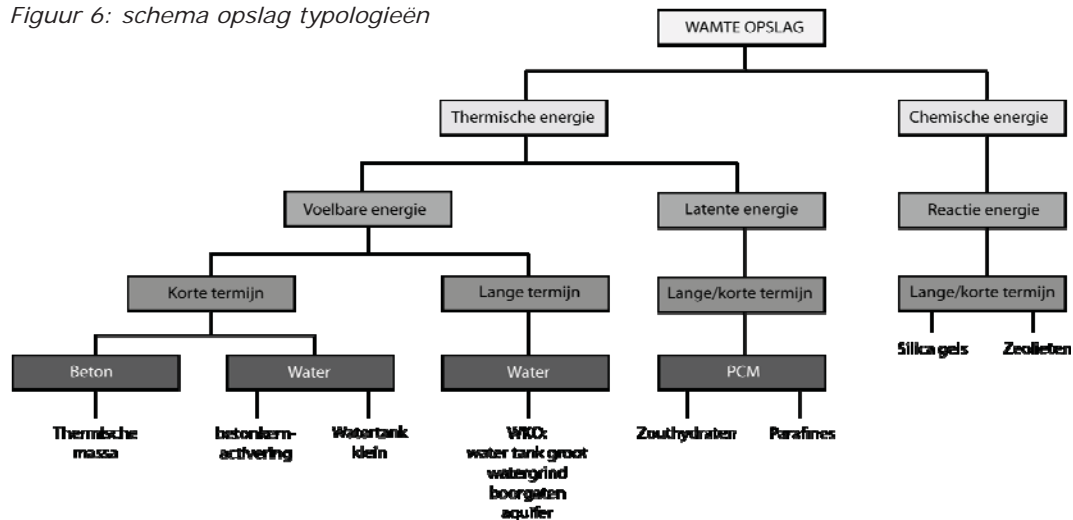 Figuur 6: schema opslag typologieën
WAMTE OPSLAG
Thermische energie
Chemische energie
Voelbare energie
Latente energie
Reactie energie
Korte termijn
Lange termijn
Lange/korte termijn
Lange/korte termijn
Silica gels
Zeolieten
Beton
Water
Water
PCM
Thermische
massa
betonkern-
activering
Watertank
klein
WKO:
water tank groot
watergrind
boorgaten
aquifer
Zouthydraten
Parafines